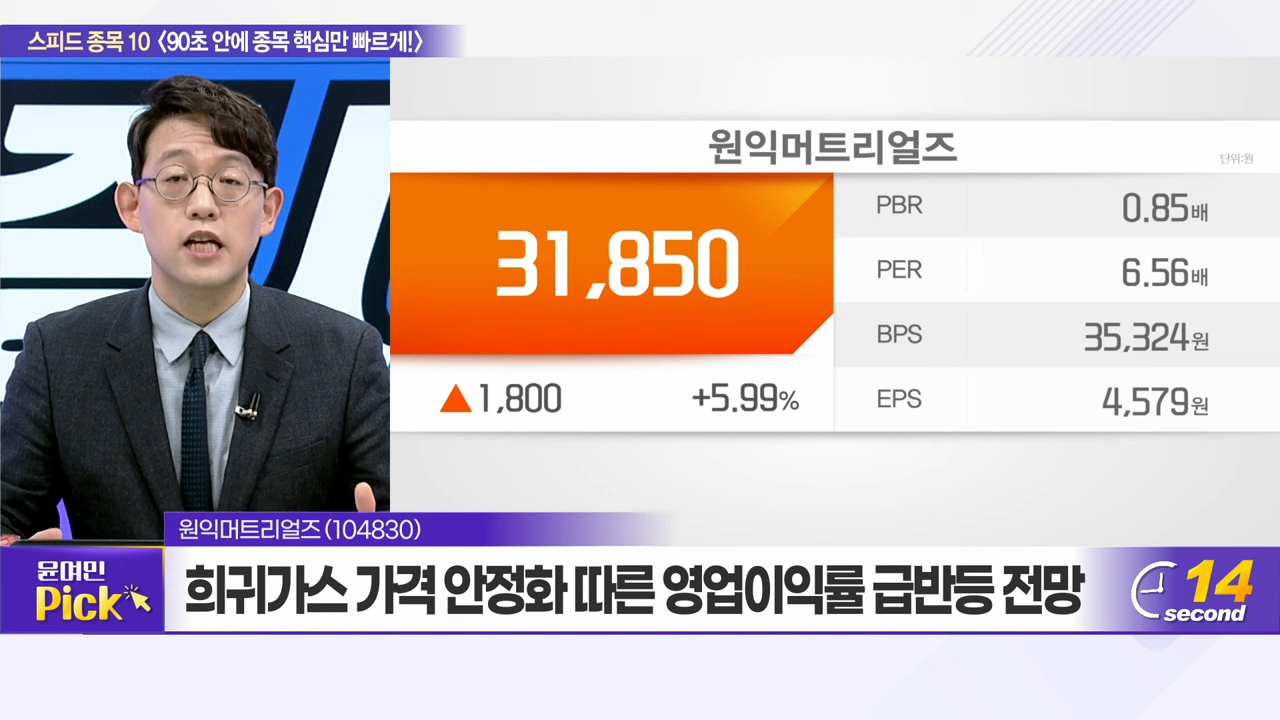 스피드 종목 10 <90초 안에 종목 핵심만 빠르게!>
원익머트리얼즈
단위:원
31,850
▲1,800 +5.99%
PBR 0.85배
PER 6.56배
BPS 35,324원
EPS 4,579원
원익머트리얼즈 (104830)
윤여민
Pick
희귀가스 가격 안정화 따른 영업이익률 급반등 전망
14
second